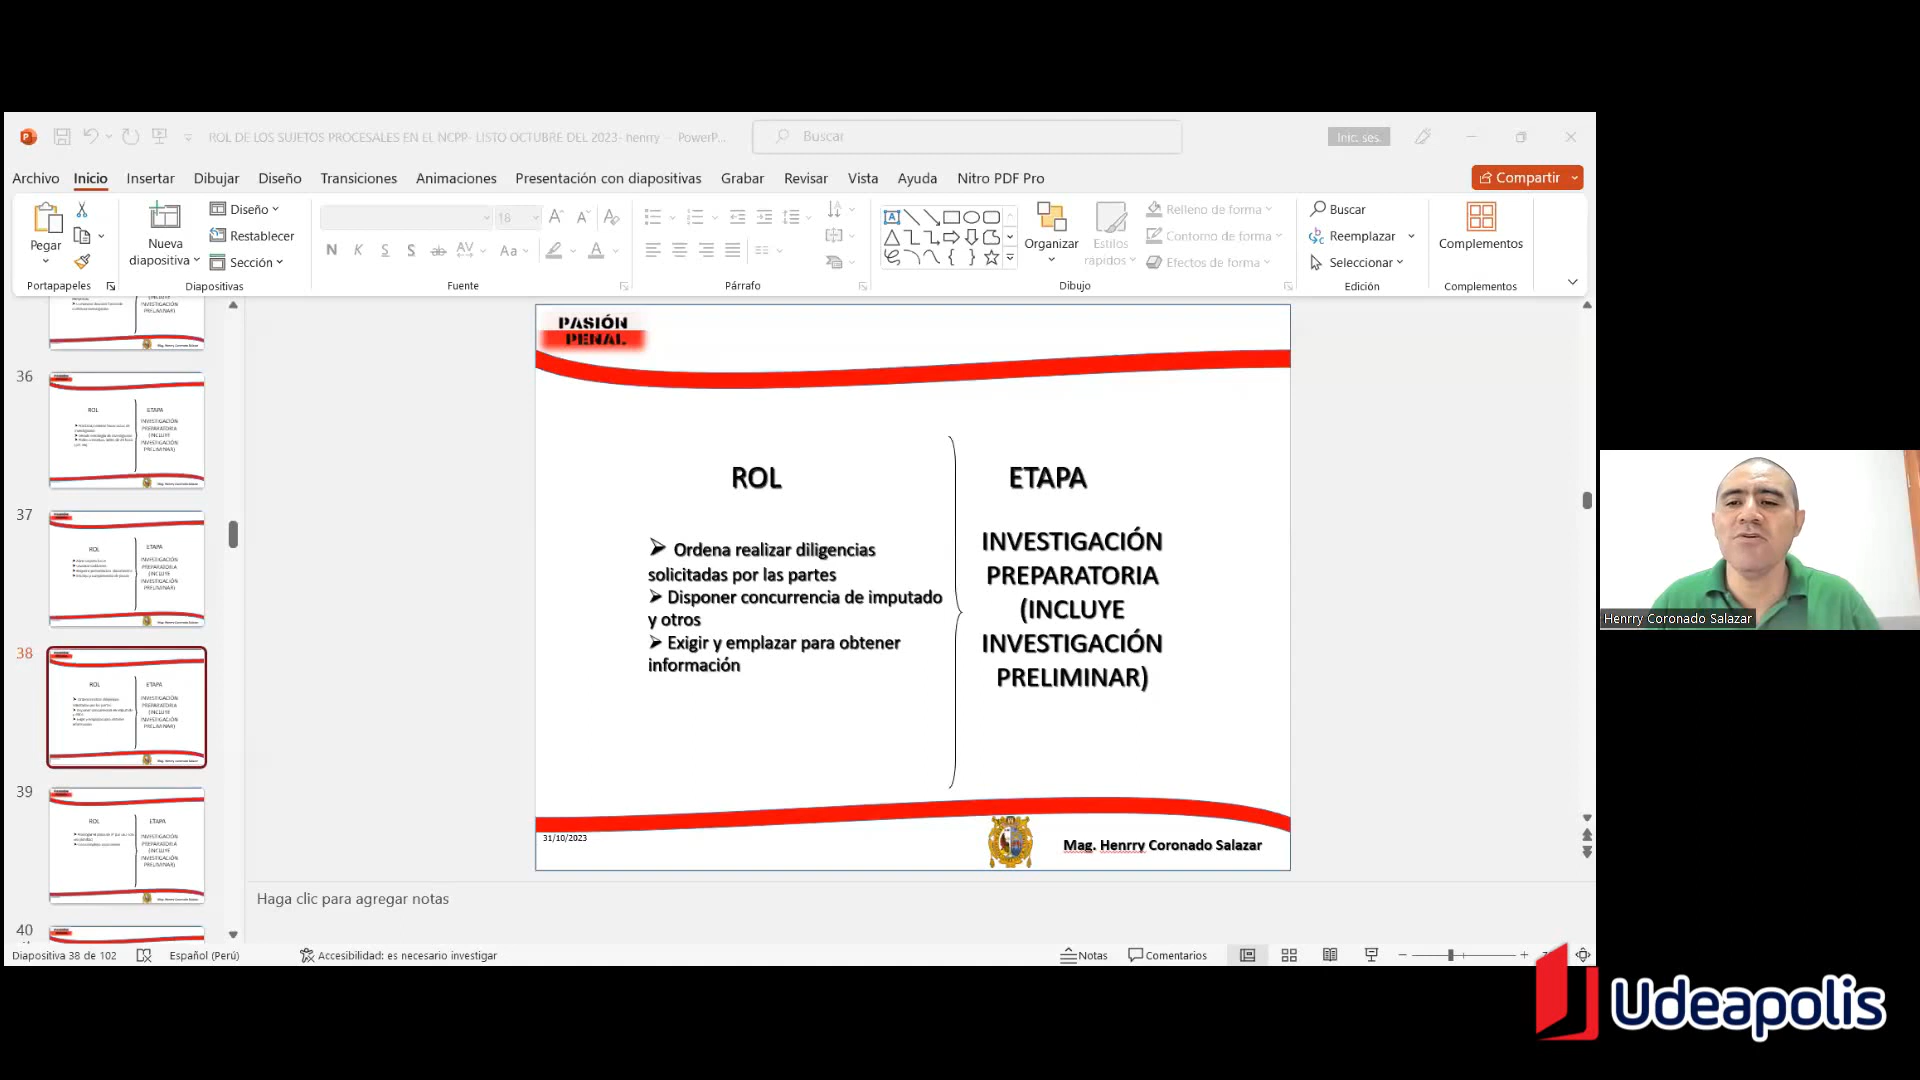 ROL DE LOS SUJETOS PROCESALES EN EL NCPP- LISTO OCTUBRE DEL 2023- henrry - PowerP...
Buscar
Inic. ses.
Archivo
Inicio
Insertar
Dibujar
Diseño
Transiciones
Animaciones
Presentación con diapositivas
Grabar
Revisar
Vista
Ayuda
Nitro PDF Pro
Compartir
Pegar
Nueva
diapositiva
Diseño
Restablecer
Sección
18
Relleno de forma
Contorno de forma
Efectos de forma
Organizar
Estilos
rápidos
Buscar
Reemplazar
Seleccionar
Complementos
Portapapeles
Diapositivas
Fuente
Párrafo
Dibujo
Edición
Complementos
36
37
38
39
40
PASIÓN
PENAL
ROL
➢ Ordena realizar diligencias
solicitadas por las partes
➢ Disponer concurrencia de imputado
y otros
➢ Exigir y emplazar para obtener
información
ETAPA
INVESTIGACIÓN
PREPARATORIA
(INCLUYE
INVESTIGACIÓN
PRELIMINAR)
31/10/2023
Mag. Henrry Coronado Salazar
Haga clic para agregar notas
Diapositiva 38 de 102
Español (Perú)
Accesibilidad: es necesario investigar
Notas
Comentarios
Henrry Coronado Salazar
Udeapolis